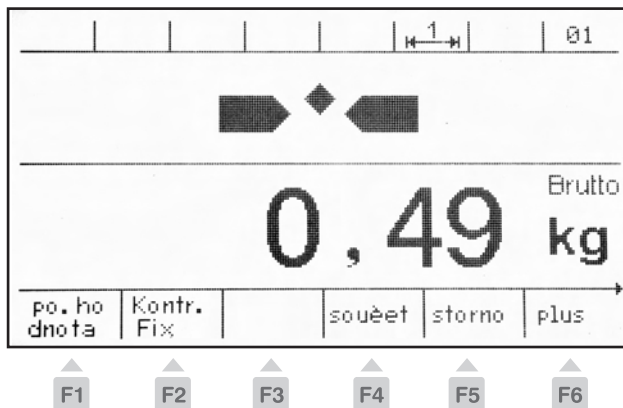 1 01
Brutto
0,49 kg
po.ho Kontr. souèet storno plus
dnota Fix
F1 F2 F3 F4 F5 F6